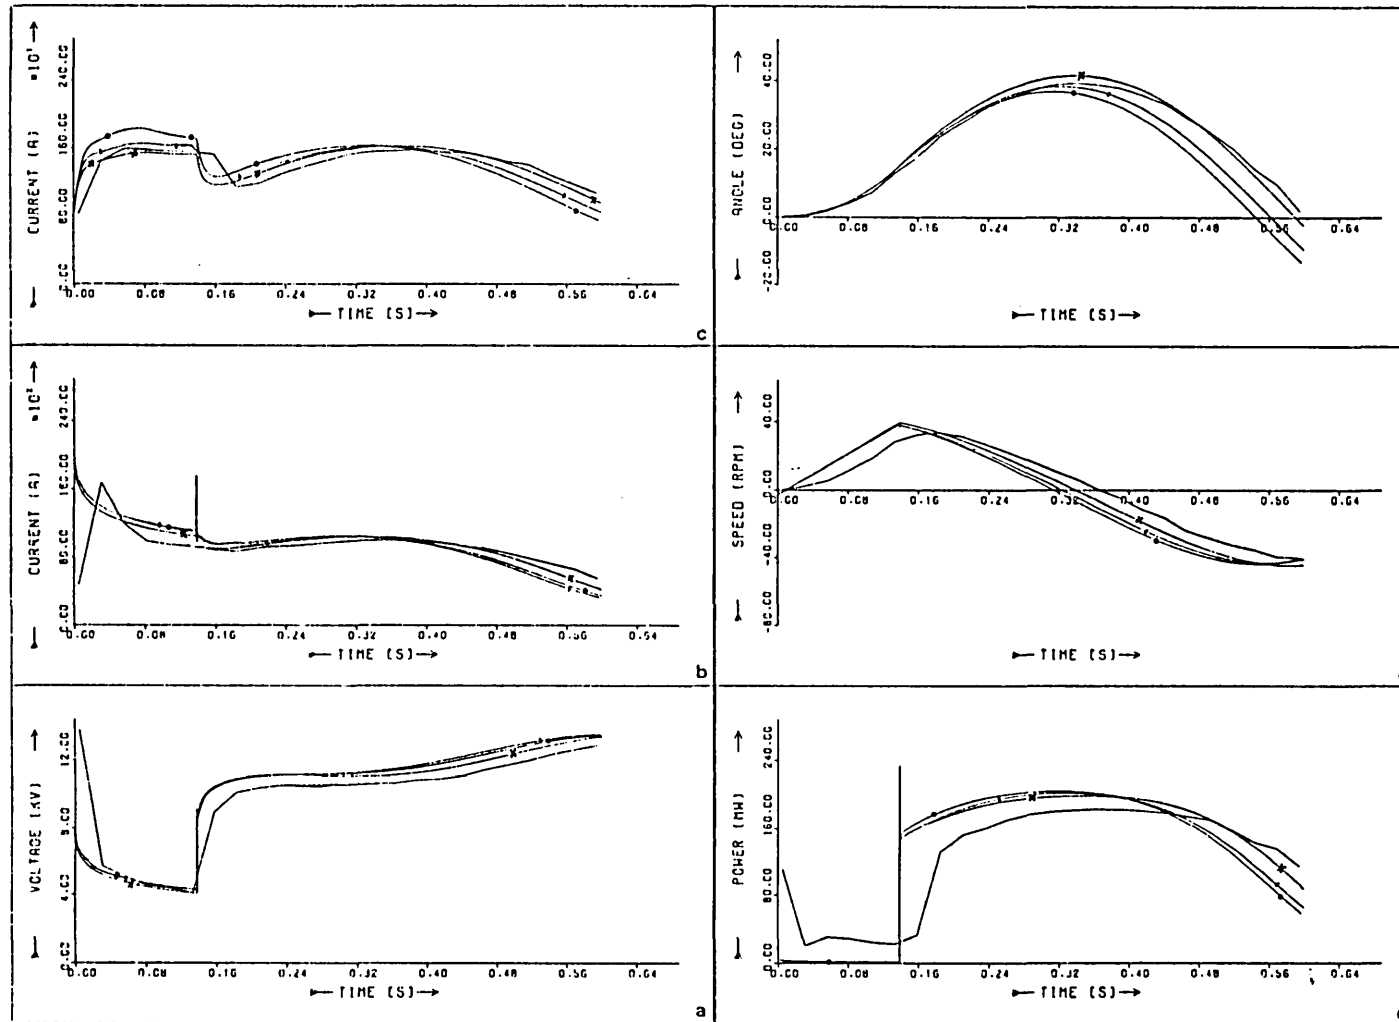 CURRENT (A) ×10¹
0.00 80.00 160.00 240.00
0.00 0.08 0.16 0.24 0.32 0.40 0.48 0.56 0.64
TIME (S)
c
ANGLE (DEG)
-20.00 20.00 40.00
0.00 0.08 0.16 0.24 0.32 0.40 0.48 0.56 0.64
TIME (S)
CURRENT (A) ×10²
0.00 80.00 160.00 240.00
0.00 0.08 0.16 0.24 0.32 0.40 0.48 0.56 0.64
TIME (S)
b
SPEED (RPM)
-80.00 -40.00 0.00 40.00
0.00 0.08 0.16 0.24 0.32 0.40 0.48 0.56 0.64
TIME (S)
VOLTAGE (KV)
0.00 4.00 8.00 12.00
0.00 0.08 0.16 0.24 0.32 0.40 0.48 0.56 0.64
TIME (S)
a
POWER (MW)
0.00 80.00 160.00 240.00
0.00 0.08 0.16 0.24 0.32 0.40 0.48 0.56 0.64
TIME (S)